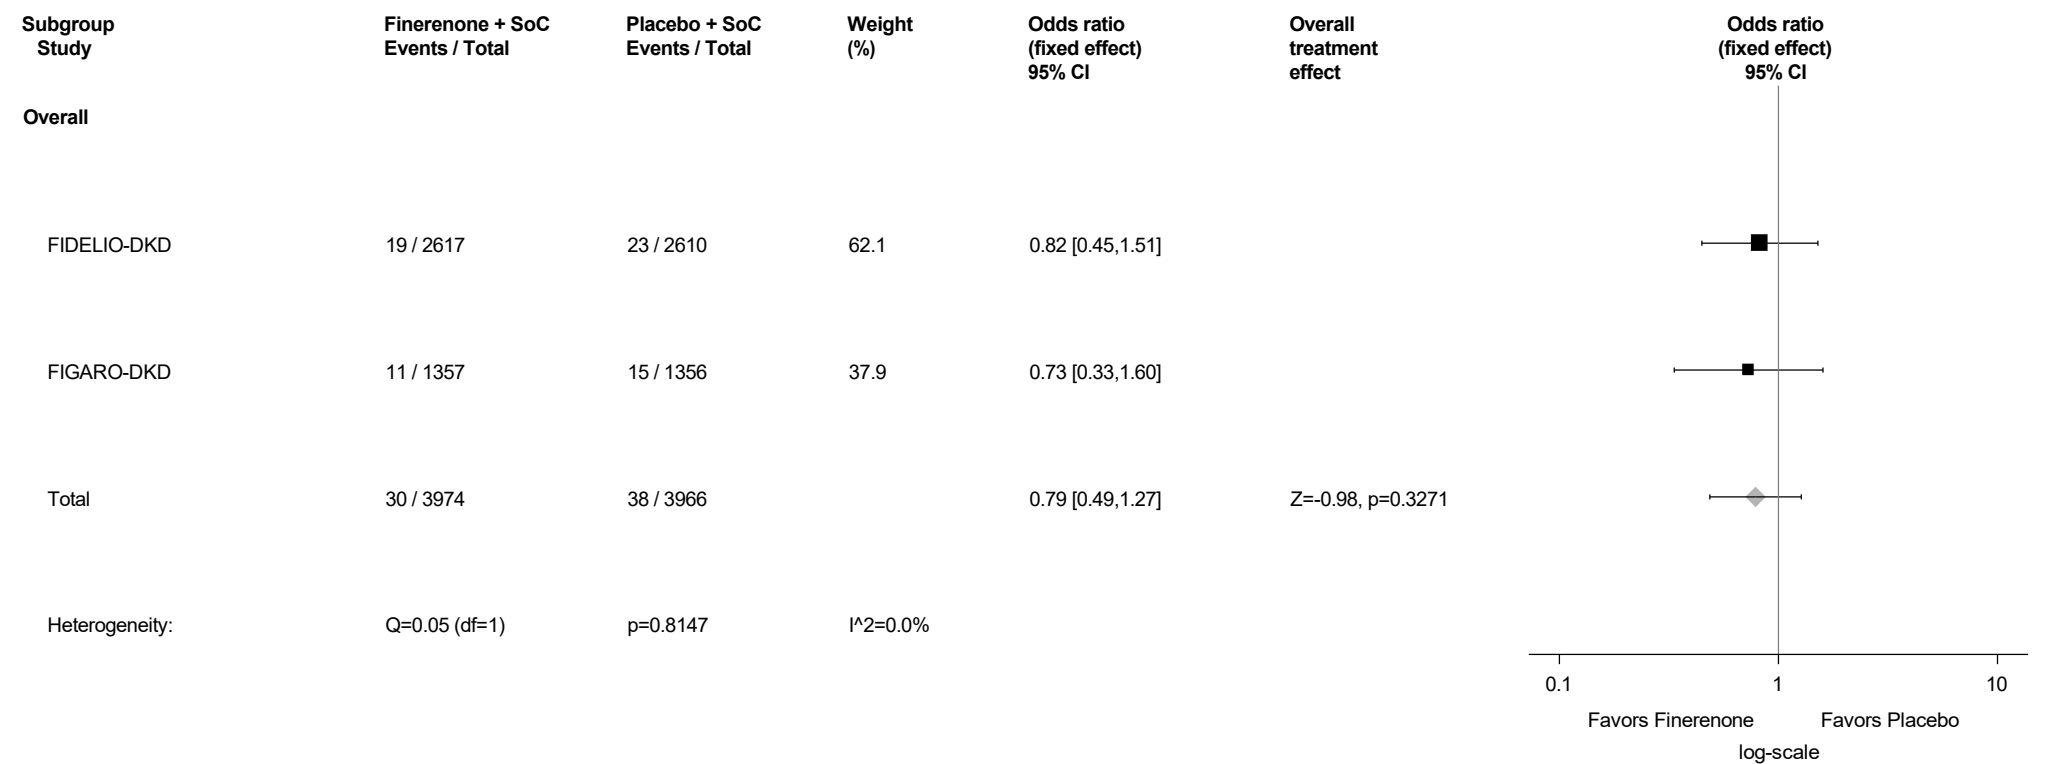 Subgroup Finerenone + SoC Placebo + SoC Weight Odds ratio Overall Odds ratio
Study Events / Total Events / Total (%) (fixed effect) treatment (fixed effect)
95% CI effect 95% CI
Overall
FIDELIO-DKD 19 / 2617 23 / 2610 62.1 0.82 [0.45,1.51]
FIGARO-DKD 11 / 1357 15 / 1356 37.9 0.73 [0.33,1.60]
Total 30 / 3974 38 / 3966 0.79 [0.49,1.27] Z=-0.98, p=0.3271
Heterogeneity: Q=0.05 (df=1) p=0.8147 I^2=0.0%
0.1 1 10
Favors Finerenone Favors Placebo
log-scale